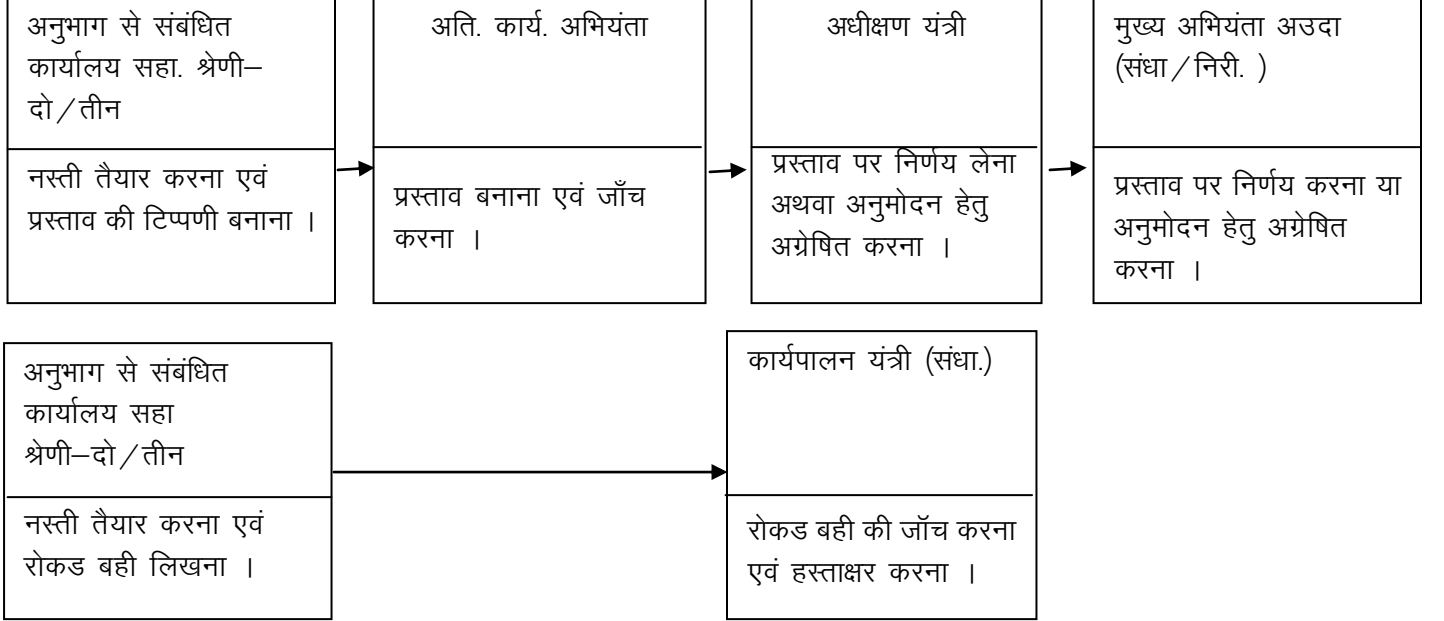 अनुभाग से संबंधित
कार्यालय सहा. श्रेणी–
दो/तीन
नस्ती तैयार करना एवं
प्रस्ताव की टिप्पणी बनाना ।
अति. कार्य. अभियंता
प्रस्ताव बनाना एवं जाँच
करना ।
अधीक्षण यंत्री
प्रस्ताव पर निर्णय लेना
अथवा अनुमोदन हेतु
अग्रेषित करना ।
मुख्य अभियंता अउदा
(संधा/निरी. )
प्रस्ताव पर निर्णय करना या
अनुमोदन हेतु अग्रेषित
करना ।
अनुभाग से संबंधित
कार्यालय सहा
श्रेणी–दो/तीन
नस्ती तैयार करना एवं
रोकड बही लिखना ।
कार्यपालन यंत्री (संधा.)
रोकड बही की जॉच करना
एवं हस्ताक्षर करना ।